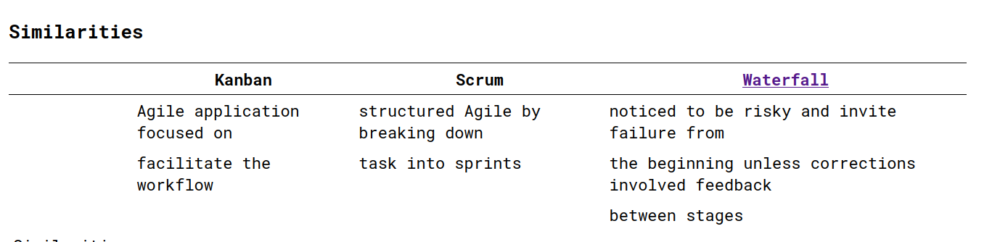 Similarities
Kanban Scrum Waterfall
Agile application structured Agile by noticed to be risky and invite
focused on breaking down failure from
facilitate the task into sprints the beginning unless corrections
workflow involved feedback
between stages